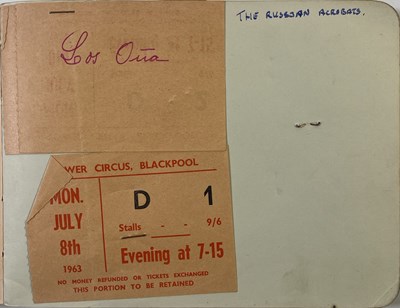 Los Oña
THE RUSSIAN ACROBATS.
WER CIRCUS, BLACKPOOL
MON.
JULY
8th
1963
D 1
Stalls - - 9/6
Evening at 7-15
NO MONEY REFUNDED OR TICKETS EXCHANGED
THIS PORTION TO BE RETAINED